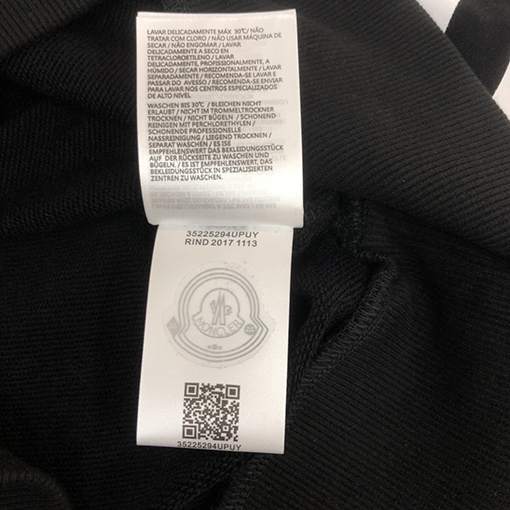 LAVAR DELICADAMENTE MÁX 30°C/ NÃO
TRATAR COM CLORO / NÃO USAR MÁQUINA DE
SECAR / NÃO ENGOMAR / LAVAR
DELICADAMENTE A SECO EN
TETRACLOROETILENO / LAVAR
DELICADAMENTE, PROFISSIONALMENTE, A
HÚMIDO / SECAR HORIZONTALMENTE / LAVAR
SEPARADAMENTE / RECOMENDA-SE LAVAR E
PASSAR DO AVESSO / RECOMENDA-SE ENVIAR
PARA LAVAR NOS CENTROS ESPECIALIZADOS
DE ALTO NIVEL
WASCHEN BIS 30°C / BLEICHEN NICHT
ERLAUBT / NICHT IM TROMMELTROCKNER
TROCKNEN / NICHT BÜGELN / SCHONEND
REINIGEN MIT PERCHLORETHYLEN /
SCHONENDE PROFESSIONELLE
NASSREINIGUNG / LIEGEND TROCKNEN /
SEPARAT WASCHEN / ES ISE
EMPFEHLENSWERT DAS BEKLEIDUNGSSTÜCK
AUF DER RÜCKSEITE ZU WASCHEN UND
BÜGELN. / ES IST EMPFEHLENSWERT, DAS
BEKLEIDUNGSSTÜCK IN SPEZIALISIERTEN
ZENTREN ZU WASCHEN.
35225294UPUY
RIND 2017 1113
MONCLER
35225294UPUY